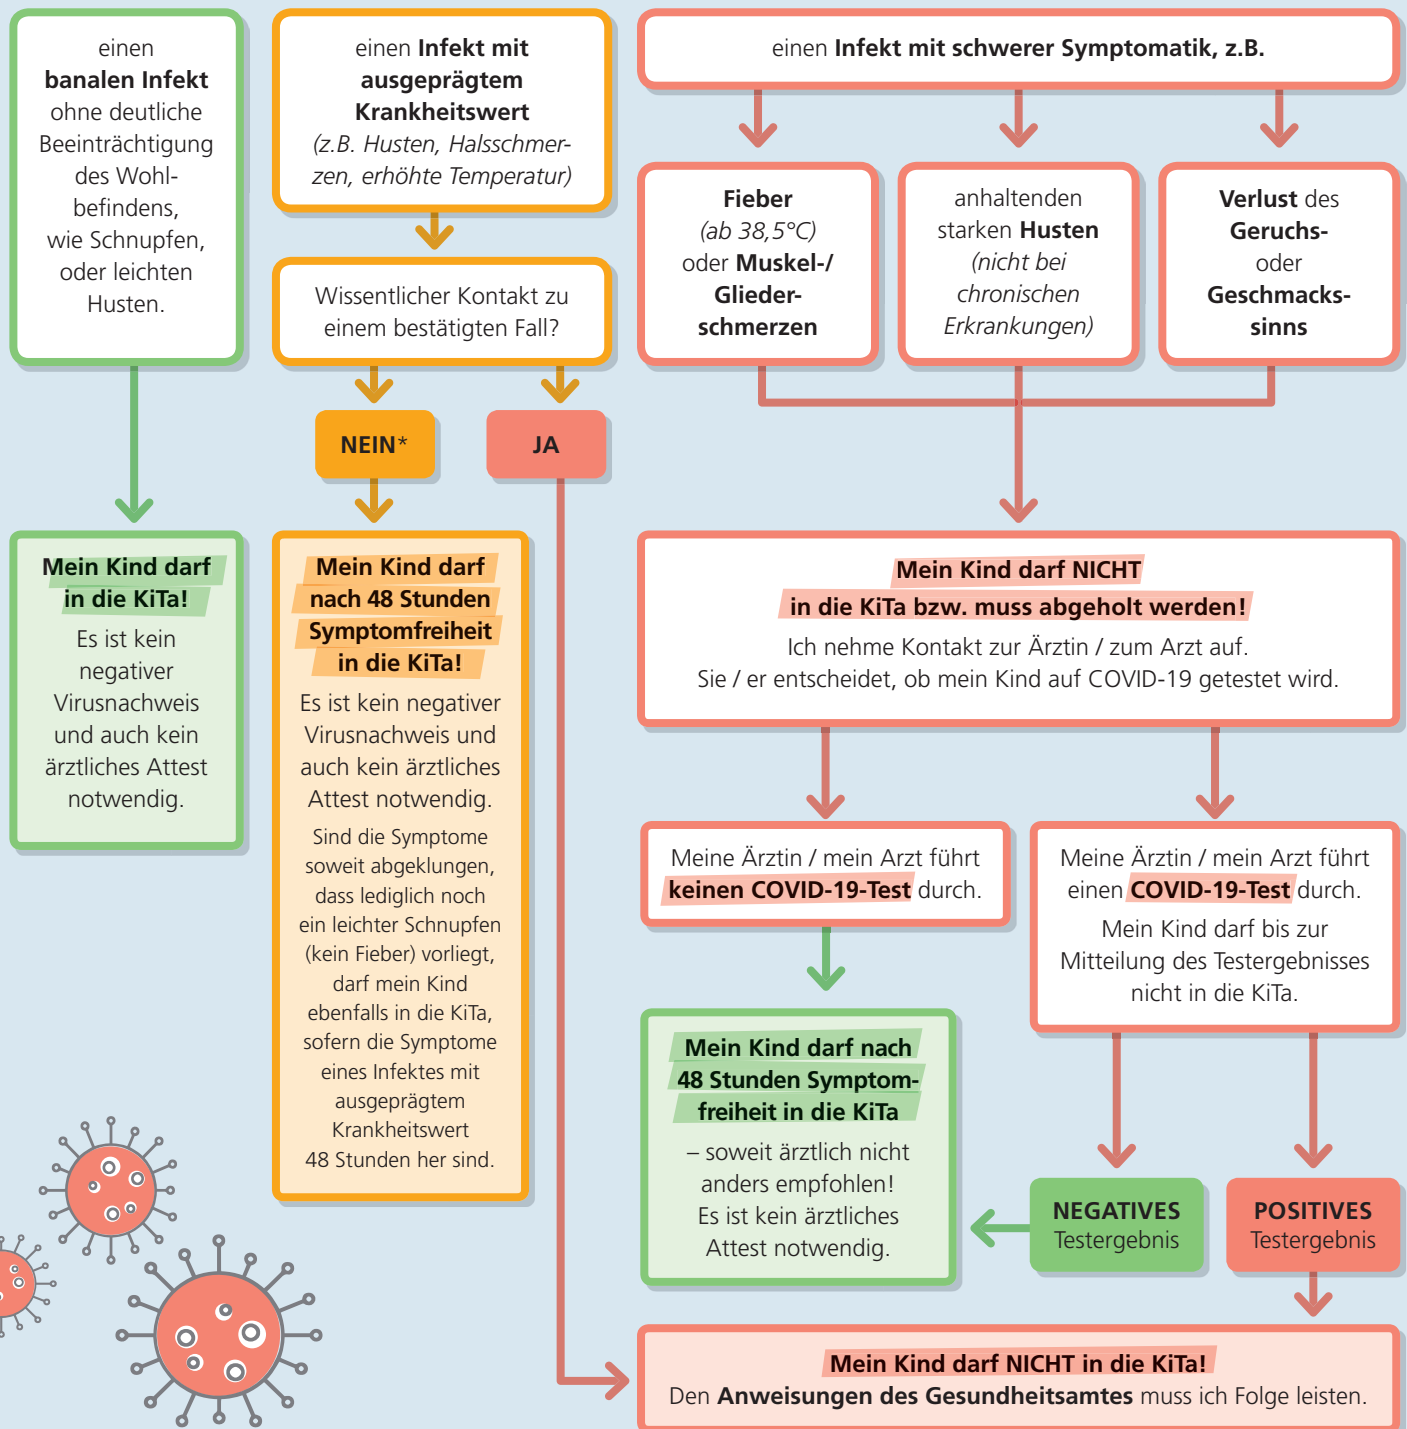 einen
banalen Infekt
ohne deutliche
Beeinträchtigung
des Wohl-
befindens,
wie Schnupfen,
oder leichten
Husten.
einen Infekt mit
ausgeprägtem
Krankheitswert
(z.B. Husten, Halsschmer-
zen, erhöhte Temperatur)
einen Infekt mit schwerer Symptomatik, z.B.
Fieber
(ab 38,5°C)
oder Muskel-/
Glieder-
schmerzen
anhaltenden
starken Husten
(nicht bei
chronischen
Erkrankungen)
Verlust des
Geruchs-
oder
Geschmacks-
sinns
Wissentlicher Kontakt zu
einem bestätigten Fall?
NEIN*
JA
Mein Kind darf
in die KiTa!
Es ist kein
negativer
Virusnachweis
und auch kein
ärztliches Attest
notwendig.
Mein Kind darf
nach 48 Stunden
Symptomfreiheit
in die KiTa!
Es ist kein negativer
Virusnachweis und
auch kein ärztliches
Attest notwendig.
Sind die Symptome
soweit abgeklungen,
dass lediglich noch
ein leichter Schnupfen
(kein Fieber) vorliegt,
darf mein Kind
ebenfalls in die KiTa,
sofern die Symptome
eines Infektes mit
ausgeprägtem
Krankheitswert
48 Stunden her sind.
Mein Kind darf NICHT
in die KiTa bzw. muss abgeholt werden!
Ich nehme Kontakt zur Ärztin / zum Arzt auf.
Sie / er entscheidet, ob mein Kind auf COVID-19 getestet wird.
Meine Ärztin / mein Arzt führt
keinen COVID-19-Test durch.
Meine Ärztin / mein Arzt führt
einen COVID-19-Test durch.
Mein Kind darf bis zur
Mitteilung des Testergebnisses
nicht in die KiTa.
Mein Kind darf nach
48 Stunden Symptom-
freiheit in die KiTa
– soweit ärztlich nicht
anders empfohlen!
Es ist kein ärztliches
Attest notwendig.
NEGATIVES
Testergebnis
POSITIVES
Testergebnis
Mein Kind darf NICHT in die KiTa!
Den Anweisungen des Gesundheitsamtes muss ich Folge leisten.